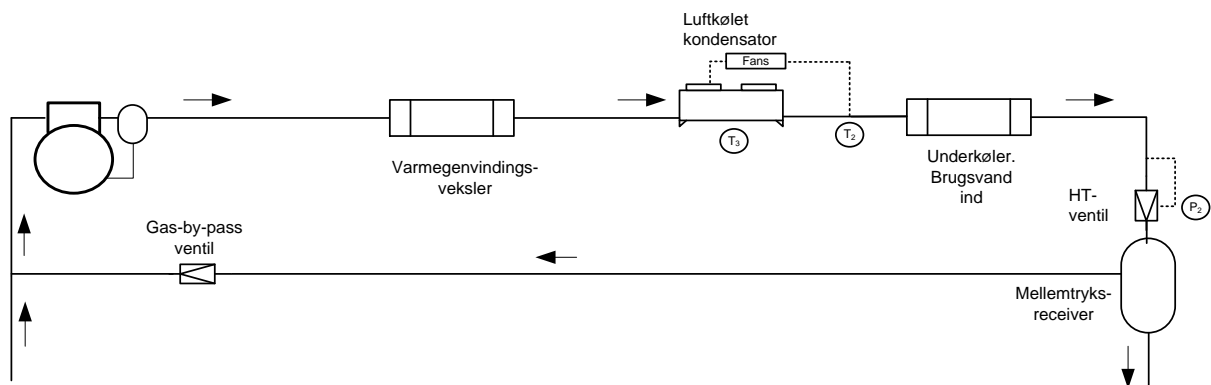 Luftkølet
kondensator
Fans
T3
T2
Varmegenvindings-
veksler
Underkøler.
Brugsvand
ind
HT-
ventil
P2
Gas-by-pass
ventil
Mellemtryks-
receiver